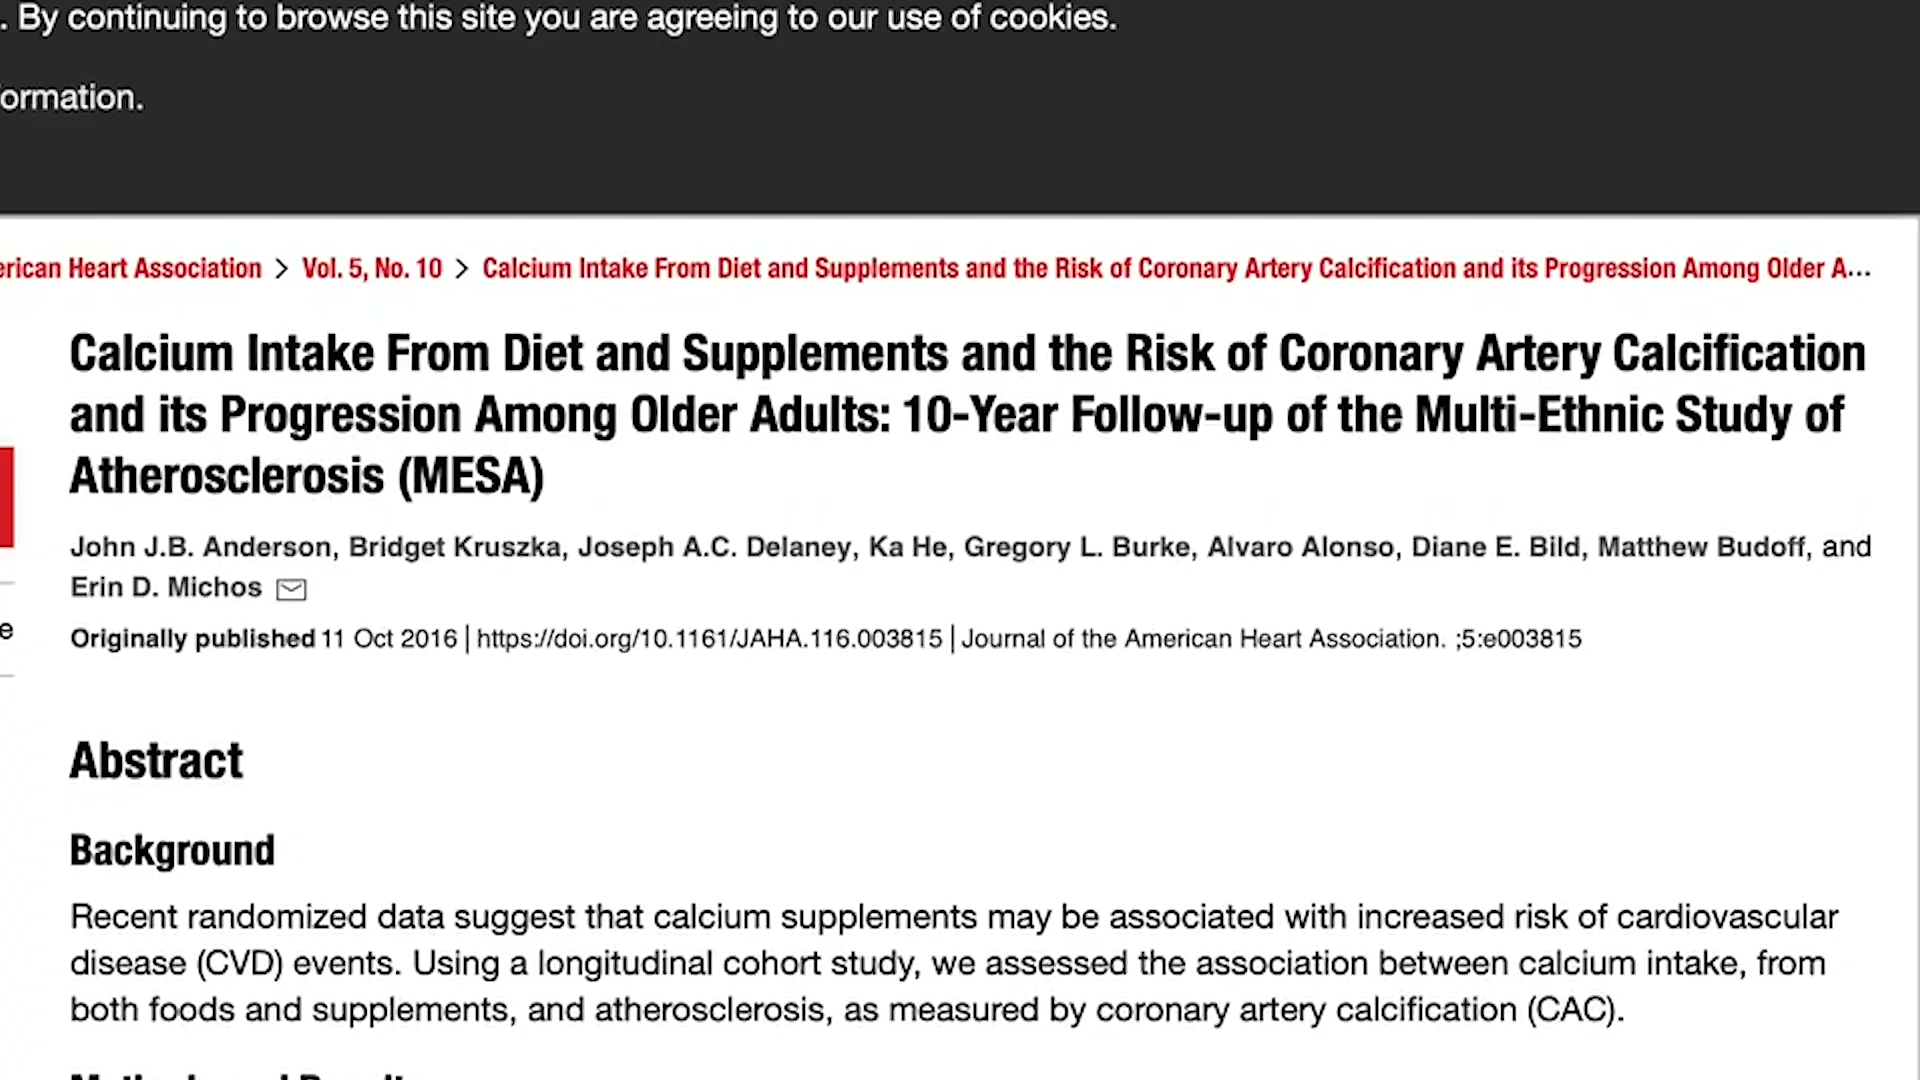 . By continuing to browse this site you are agreeing to our use of cookies.
ormation.
erican Heart Association > Vol. 5, No. 10 > Calcium Intake From Diet and Supplements and the Risk of Coronary Artery Calcification and its Progression Among Older A...
Calcium Intake From Diet and Supplements and the Risk of Coronary Artery Calcification
and its Progression Among Older Adults: 10-Year Follow-up of the Multi-Ethnic Study of
Atherosclerosis (MESA)
John J.B. Anderson, Bridget Kruszka, Joseph A.C. Delaney, Ka He, Gregory L. Burke, Alvaro Alonso, Diane E. Bild, Matthew Budoff, and
Erin D. Michos
e
Originally published 11 Oct 2016 | https://doi.org/10.1161/JAHA.116.003815 | Journal of the American Heart Association. ;5:e003815
Abstract
Background
Recent randomized data suggest that calcium supplements may be associated with increased risk of cardiovascular
disease (CVD) events. Using a longitudinal cohort study, we assessed the association between calcium intake, from
both foods and supplements, and atherosclerosis, as measured by coronary artery calcification (CAC).